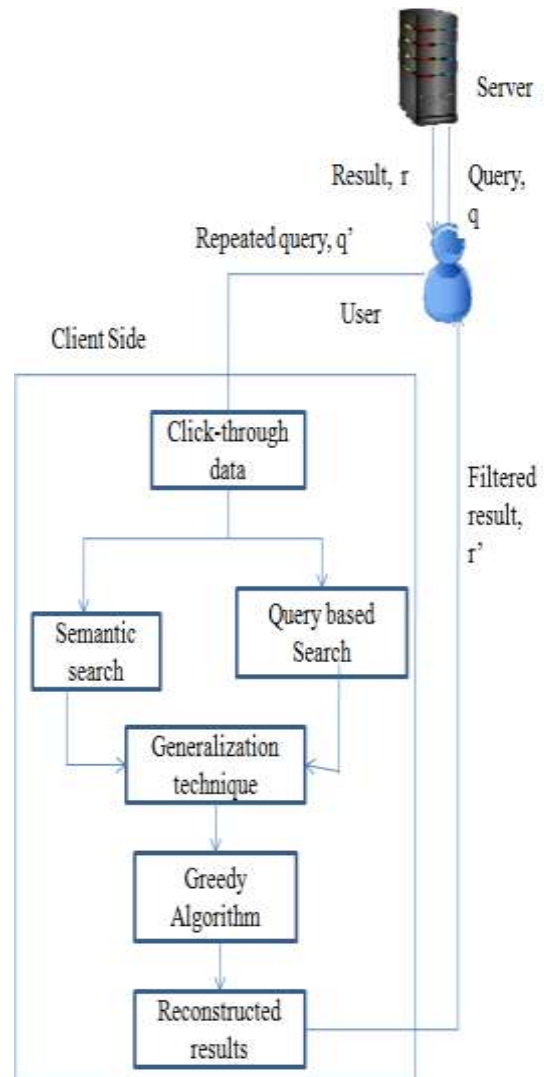 Server
Result, r
Query,
q
Repeated query, q’
User
Client Side
Click-through
data
Filtered
result,
r’
Semantic
search
Query based
Search
Generalization
technique
Greedy
Algorithm
Reconstructed
results